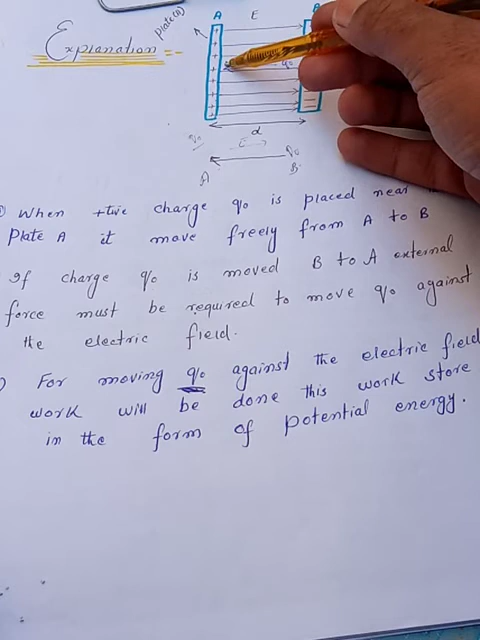 Explanation
Plate(A)
A E B
+
q₀
d
E
A B
When +tive charge q₀ is placed near
Plate A it move freely from A to B
If charge q₀ is moved B to A external
force must be required to move q₀ against
the electric field.
For moving q₀ against the electric field
work will be done this work store
in the form of potential energy.